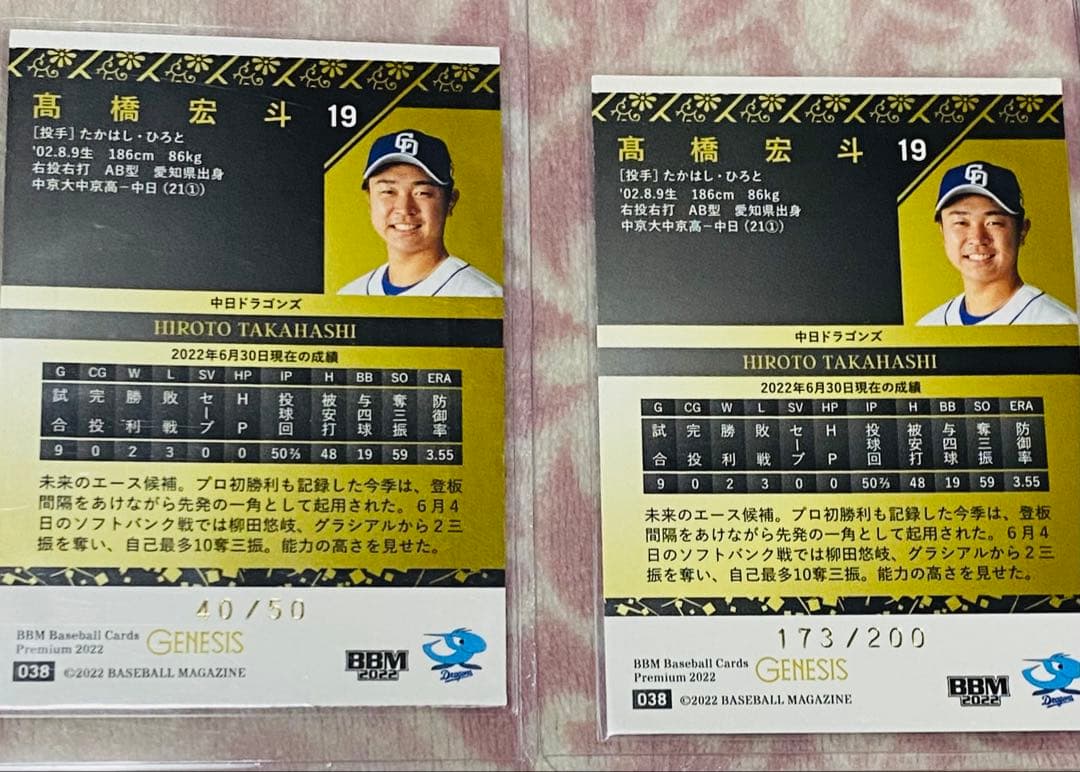 髙橋宏斗 19
[投手]たかはし・ひろと
'02.8.9生 186cm 86kg
右投右打 AB型 愛知県出身
中京大中京高－中日(21①)
中日ドラゴンズ
HIROTO TAKAHASHI
2022年6月30日現在の成績
G CG W L SV HP IP H BB SO ERA
試合 完投 勝利 敗戦 セーブ HP 投球回 被安打 与四球 奪三振 防御率
9 0 2 3 0 0 50⅔ 48 19 59 3.55
未来のエース候補。プロ初勝利も記録した今季は、登板
間隔をあけながら先発の一角として起用された。6月4
日のソフトバンク戦では柳田悠岐、グラシアルから2三
振を奪い、自己最多10奪三振。能力の高さを見せた。
40/50
BBM Baseball Cards
Premium 2022 GENESIS
038 ©2022 BASEBALL MAGAZINE
BBM
2022
Dragons
髙橋宏斗 19
[投手]たかはし・ひろと
'02.8.9生 186cm 86kg
右投右打 AB型 愛知県出身
中京大中京高－中日(21①)
中日ドラゴンズ
HIROTO TAKAHASHI
2022年6月30日現在の成績
G CG W L SV HP IP H BB SO ERA
試合 完投 勝利 敗戦 セーブ HP 投球回 被安打 与四球 奪三振 防御率
9 0 2 3 0 0 50⅔ 48 19 59 3.55
未来のエース候補。プロ初勝利も記録した今季は、登板
間隔をあけながら先発の一角として起用された。6月4
日のソフトバンク戦では柳田悠岐、グラシアルから2三
振を奪い、自己最多10奪三振。能力の高さを見せた。
173/200
BBM Baseball Cards
Premium 2022 GENESIS
038 ©2022 BASEBALL MAGAZINE
BBM
2022
Dragons